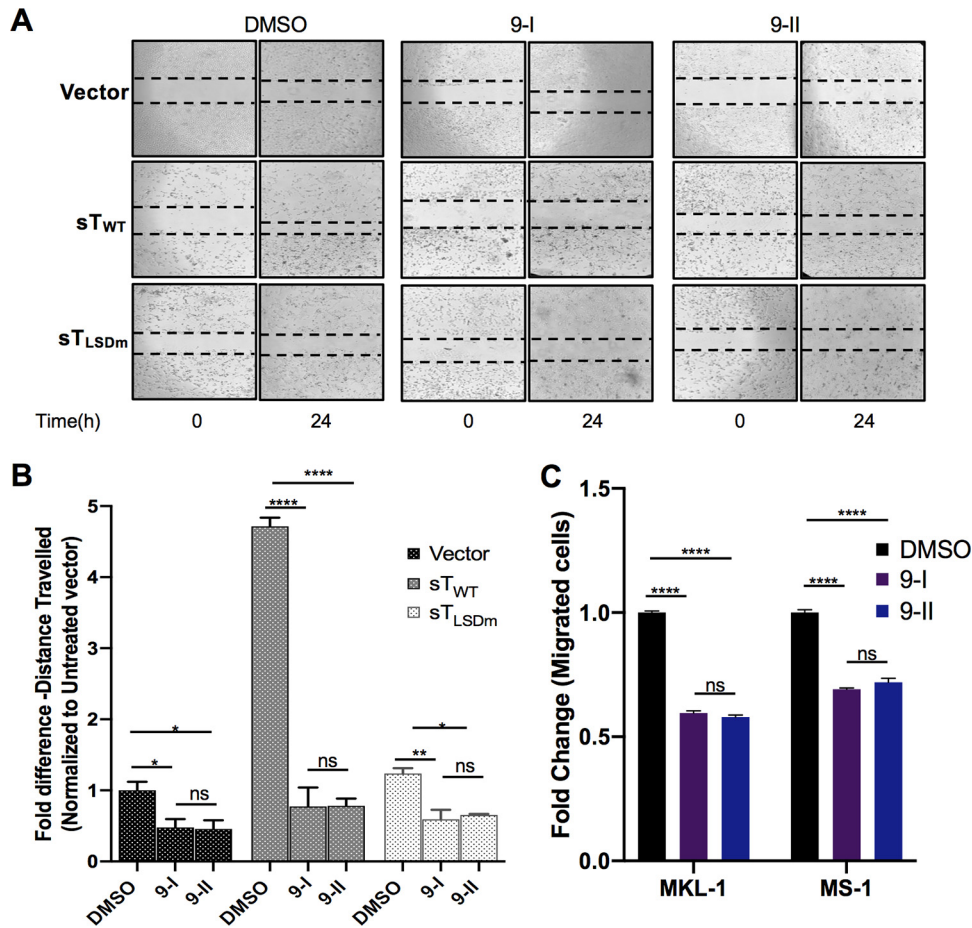 A
DMSO
9-I
9-II
Vector
sTWT
sTLSDm
Time(h)
0
24
0
24
0
24
B
Fold difference -Distance Travelled
(Normalized to Untreated vector)
5
4
3
2
1
0
****
****
*
*
ns
ns
*
**
ns
Vector
sTWT
sTLSDm
DMSO
9-I
9-II
DMSO
9-I
9-II
DMSO
9-I
9-II
C
Fold Change (Migrated cells)
1.5
1.0
0.5
0.0
****
****
ns
****
****
ns
DMSO
9-I
9-II
MKL-1
MS-1